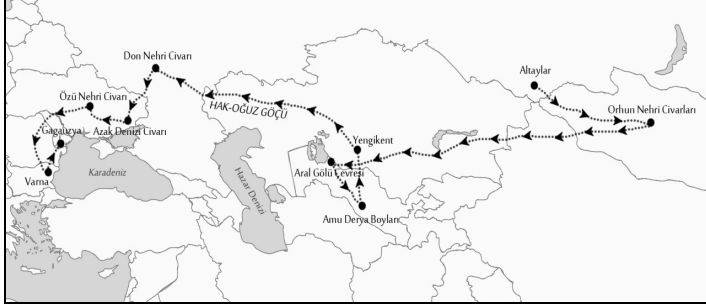 Don Nehri Civarı
Altaylar
Özü Nehri Civarı
HAK-OĞUZ GÖÇÜ
Orhun Nehri Civarları
Gagauzya
Azak Denizi Civarı
Yengikent
Karadeniz
Aral Gölü Çevresi
Varna
Hazar Denizi
Amu Derya Boyları